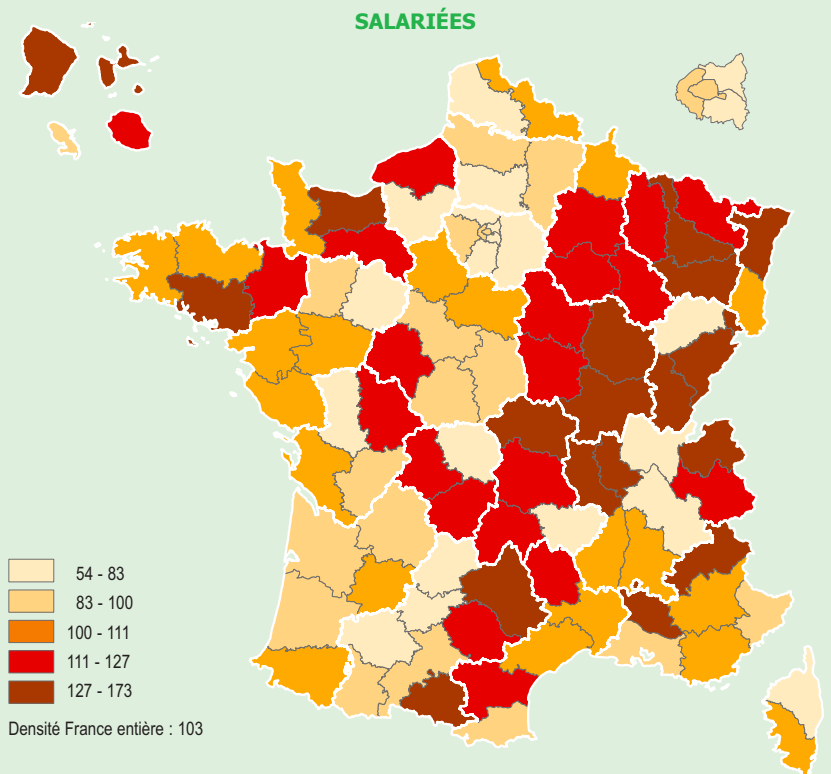 SALARIÉES
54 - 83
83 - 100
100 - 111
111 - 127
127 - 173
Densité France entière : 103